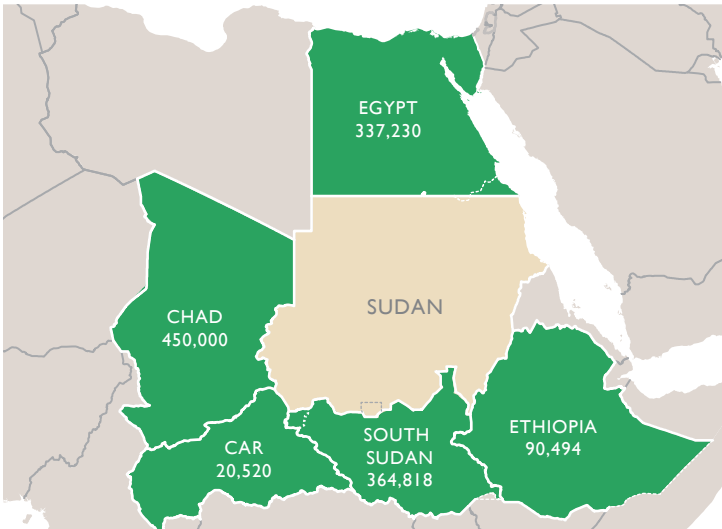 EGYPT
337,230
CHAD
450,000
SUDAN
CAR
20,520
SOUTH
SUDAN
364,818
ETHIOPIA
90,494